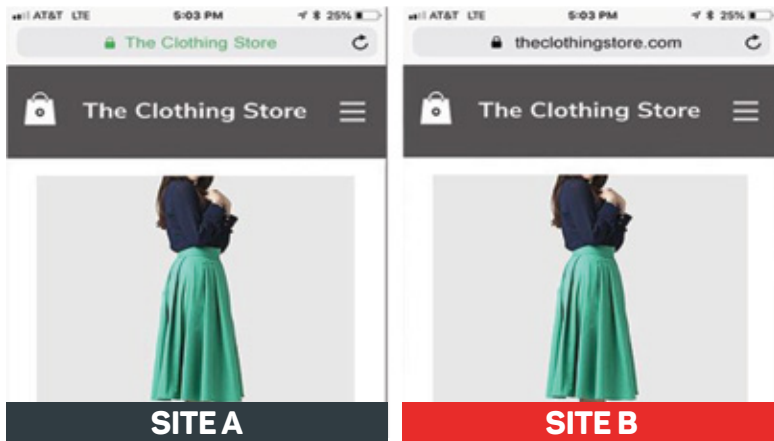 AT&T LTE 5:03 PM 25%
The Clothing Store
The Clothing Store
SITE A
AT&T LTE 5:03 PM 25%
theclothingstore.com
The Clothing Store
SITE B